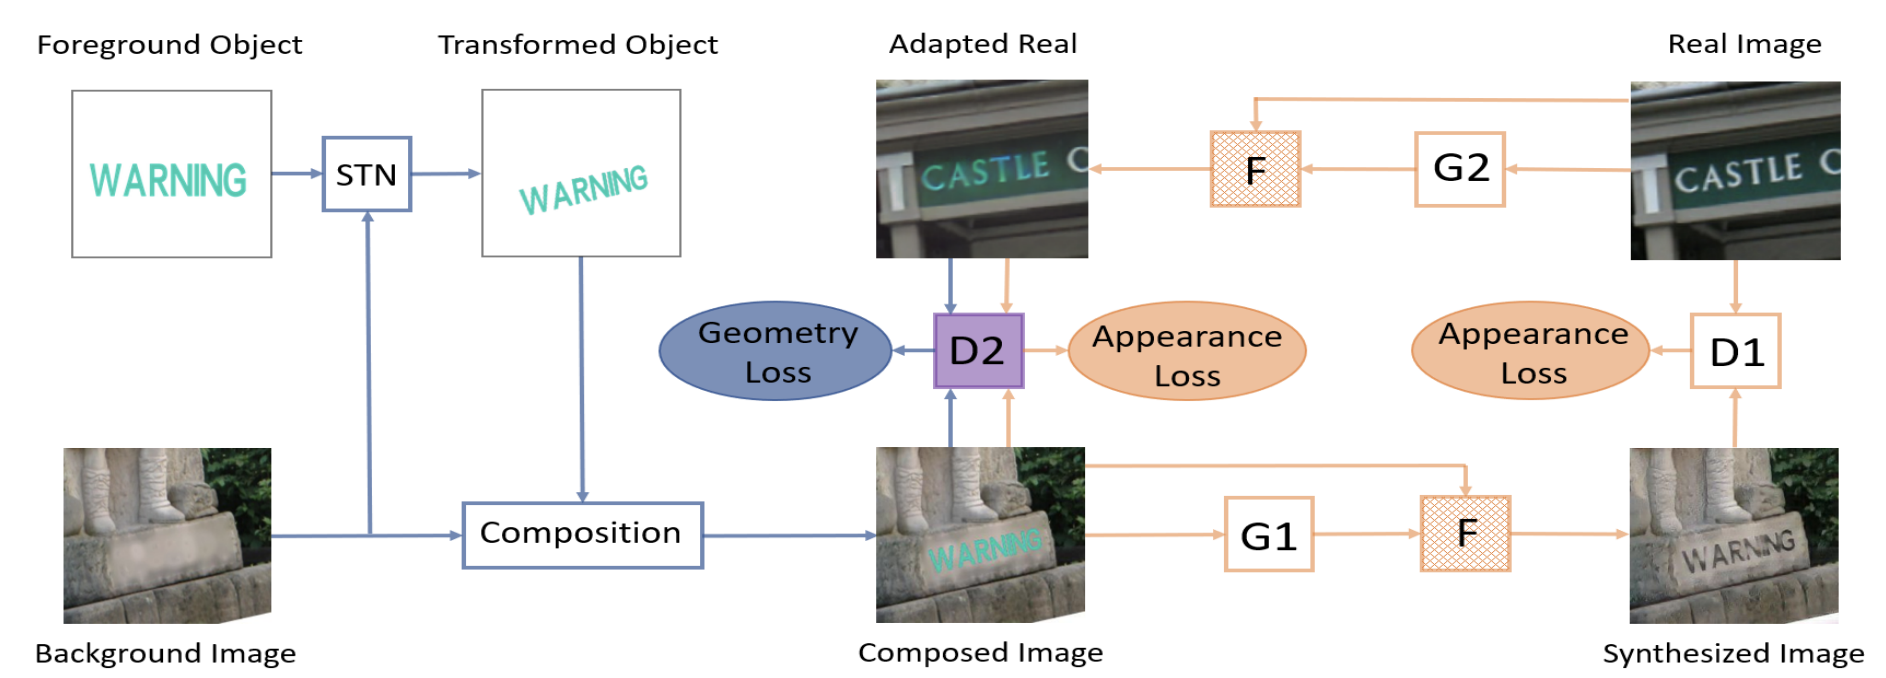 Foreground Object
Transformed Object
Adapted Real
Real Image
WARNING
STN
WARNING
CASTLE C
F
G2
CASTLE C
Geometry
Loss
D2
Appearance
Loss
Appearance
Loss
D1
Composition
WARNING
G1
F
WARNING
Background Image
Composed Image
Synthesized Image